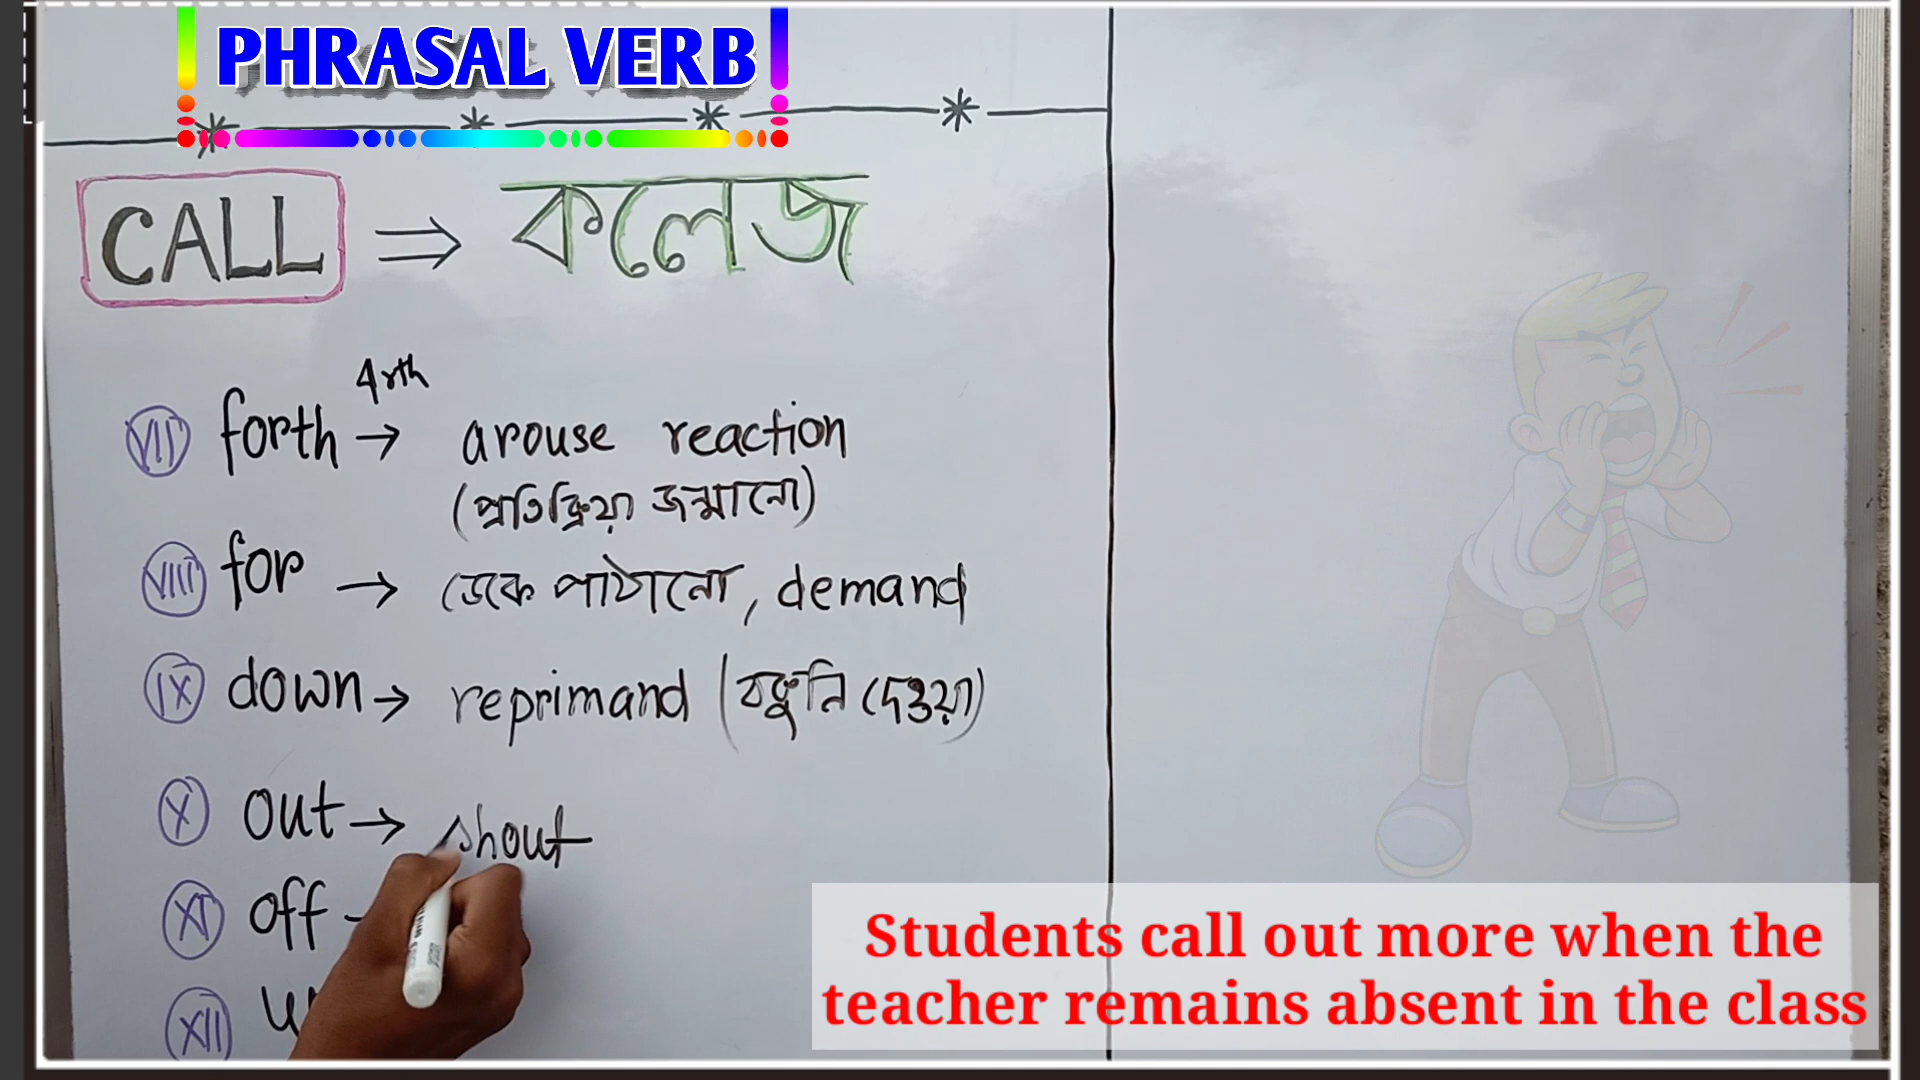 PHRASAL VERB
CALL ⇒ কলেজ
4rth
VII forth → arouse reaction
(প্রতিক্রিয়া জন্মানো)
VIII for → ডেকে পাঠানো, demand
IX down → reprimand (বকুনি দেওয়া)
X out → shout
XI off
XII
Students call out more when the
teacher remains absent in the class